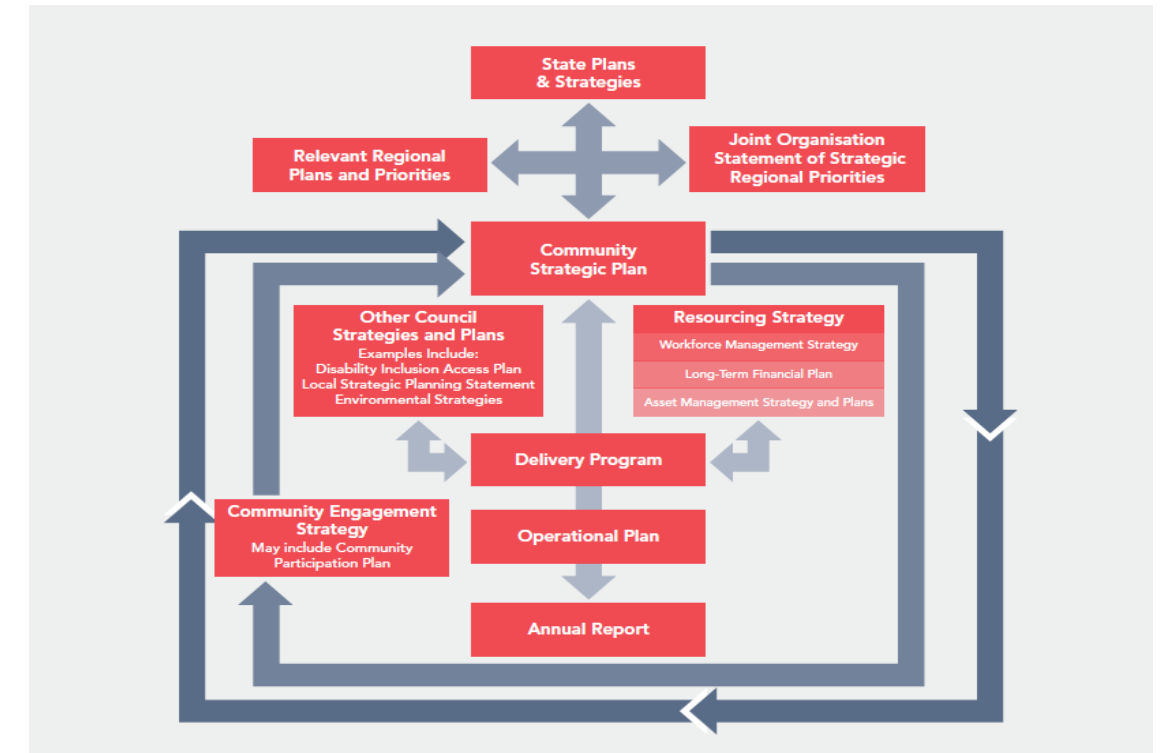 State Plans
& Strategies
Relevant Regional
Plans and Priorities
Joint Organisation
Statement of Strategic
Regional Priorities
Community
Strategic Plan
Other Council
Strategies and Plans
Examples Include:
Disability Inclusion Access Plan
Local Strategic Planning Statement
Environmental Strategies
Resourcing Strategy
Workforce Management Strategy
Long-Term Financial Plan
Asset Management Strategy and Plans
Delivery Program
Community Engagement
Strategy
May include Community
Participation Plan
Operational Plan
Annual Report